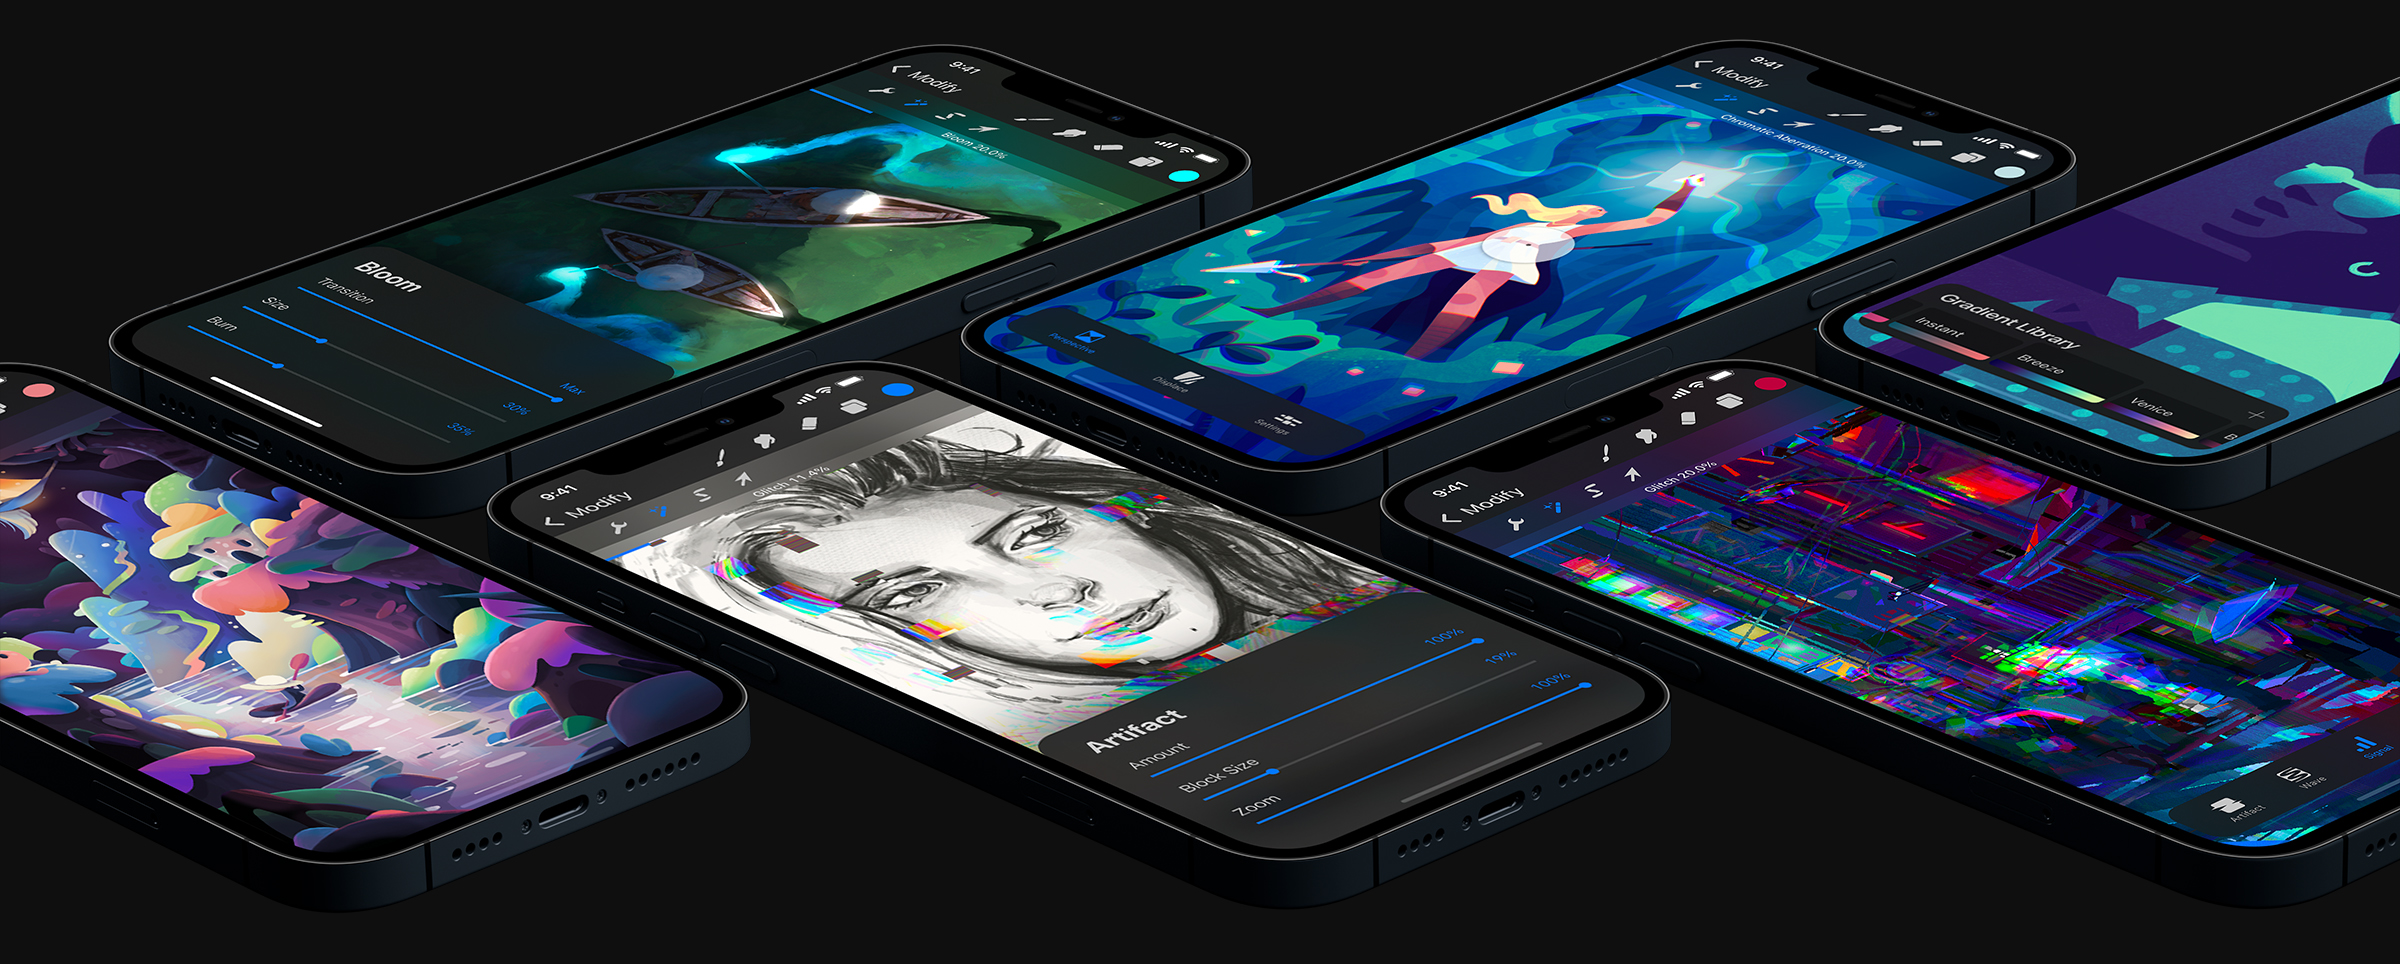 9:41
Modify
Bloom 20.0%
Bloom
Transition
Max
Size
30%
Burn
35%
9:41
Modify
Chromatic Aberration 20.0%
Perspective
Displace
Settings
Gradient Library
Instant
Breeze
Venice
B
9:41
Modify
Glitch 11.4%
Artifact
Amount
100%
Block Size
19%
Zoom
100%
9:41
Modify
Glitch 20.0%
Artifact
Wave
Signal